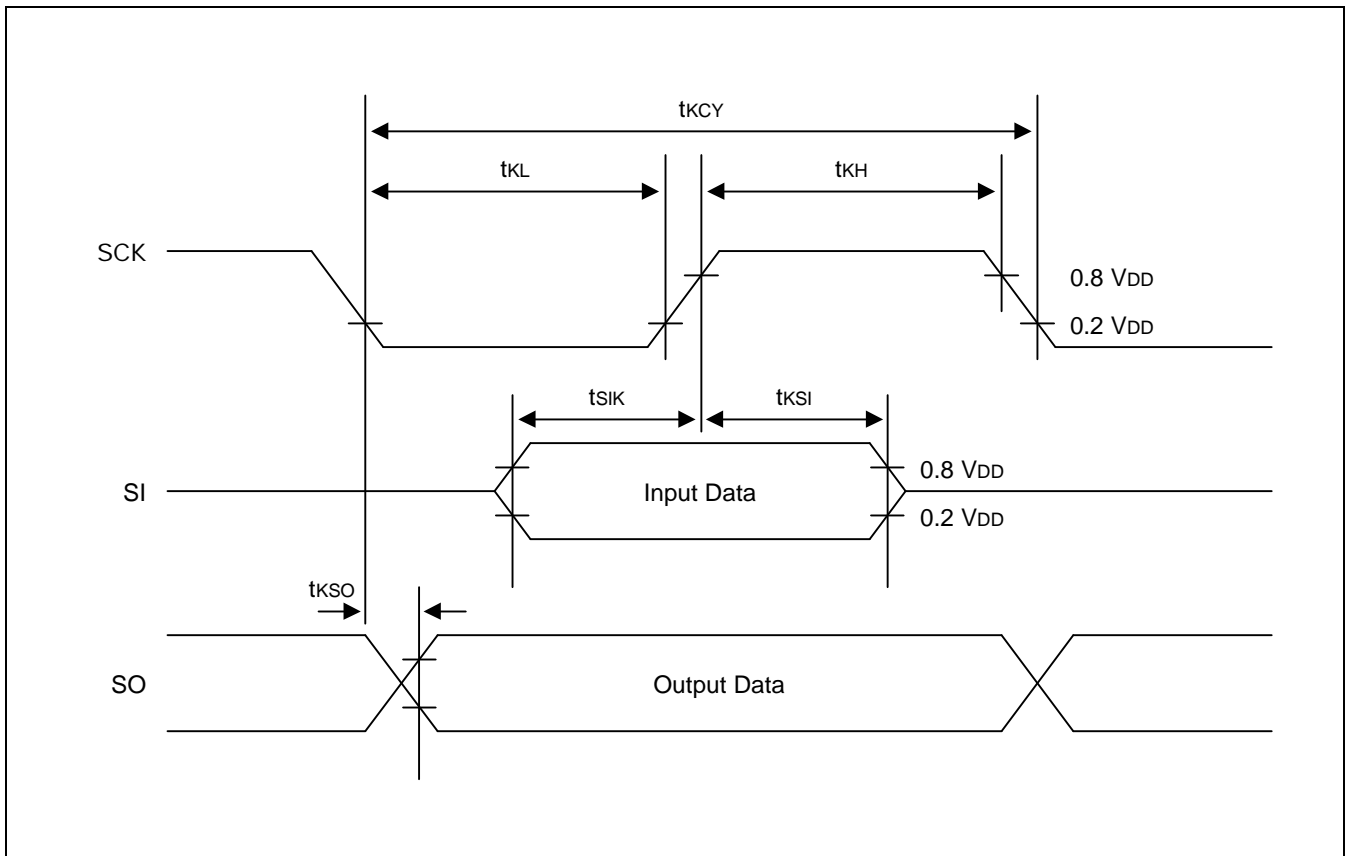 tKCY
tKL
tKH
SCK
0.8 VDD
0.2 VDD
tSIK
tKSI
SI
Input Data
0.8 VDD
0.2 VDD
tKSO
SO
Output Data